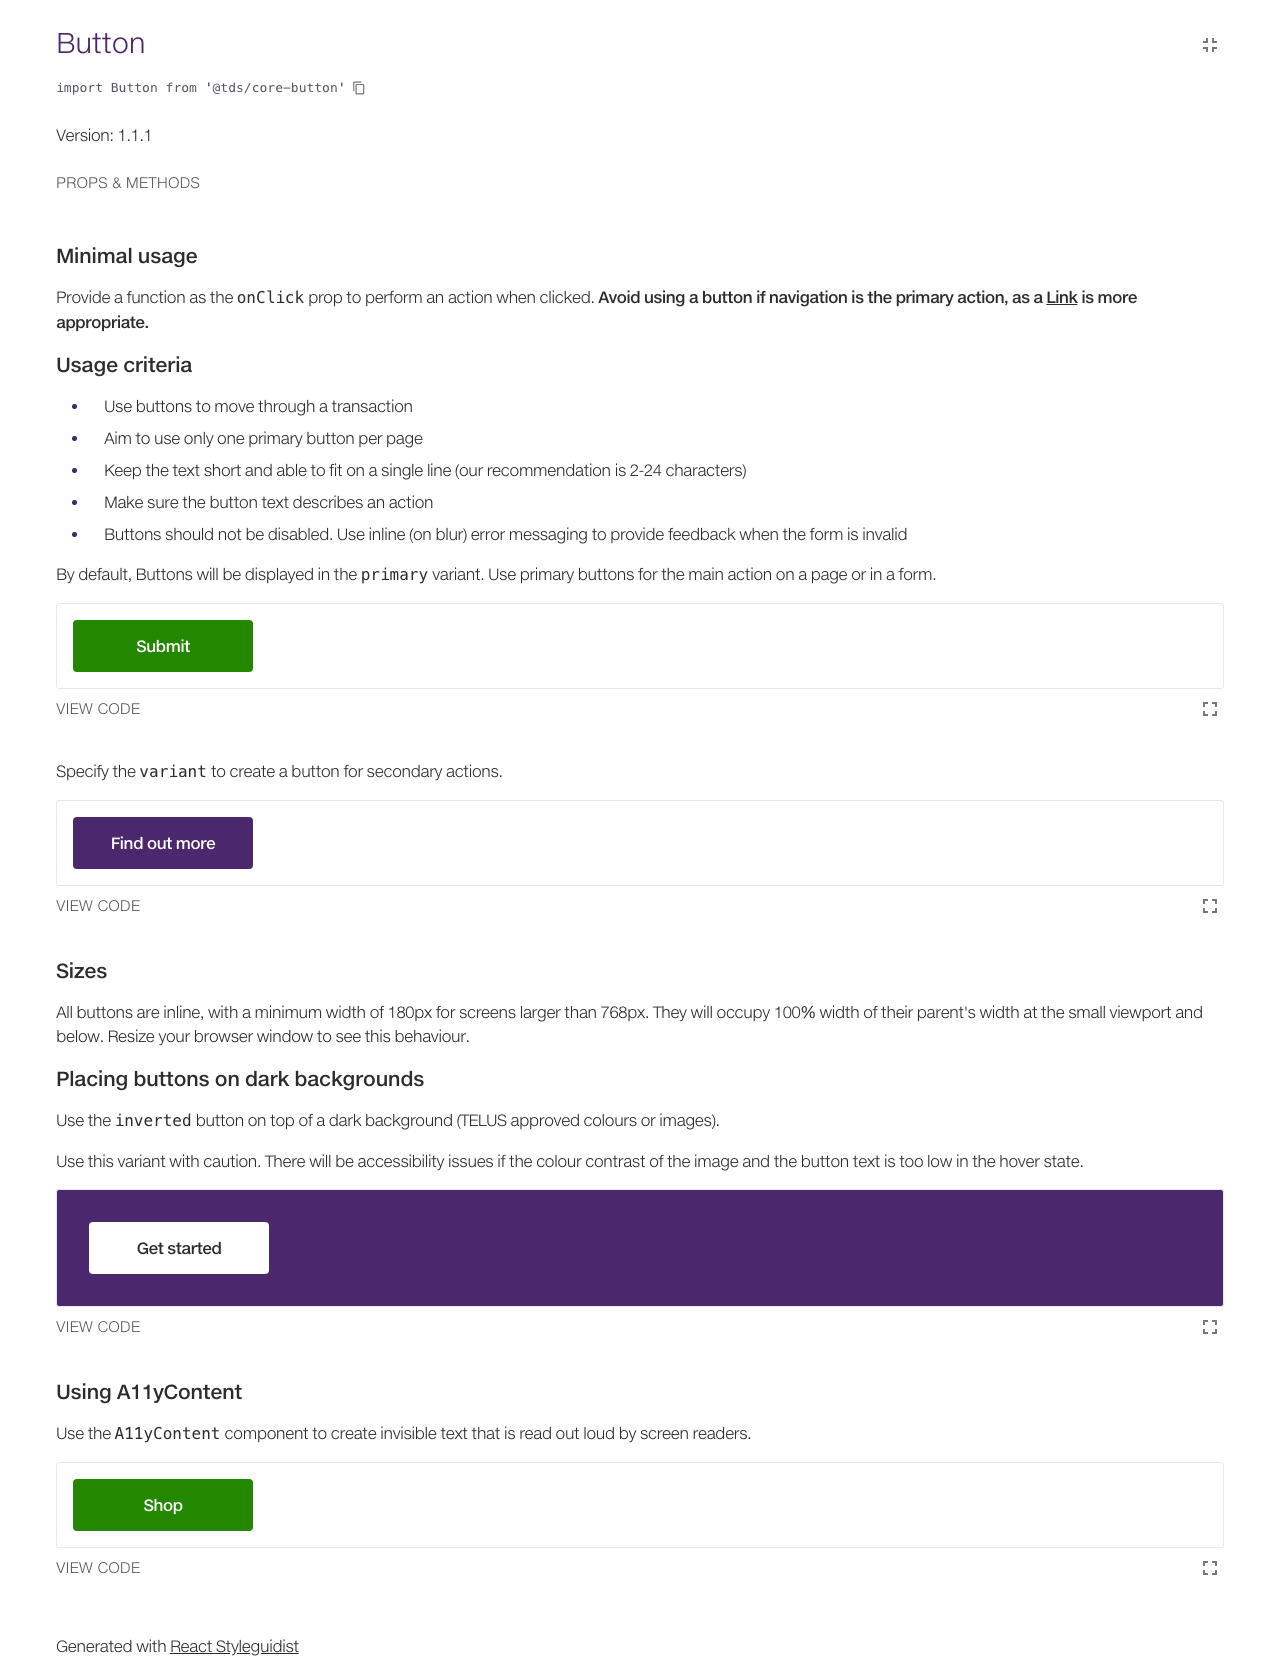 Button
import Button from '@tds/core-button'
Version: 1.1.1
PROPS & METHODS
Minimal usage
Provide a function as the onClick prop to perform an action when clicked. Avoid using a button if navigation is the primary action, as a Link is more
appropriate.
Usage criteria
• Use buttons to move through a transaction
• Aim to use only one primary button per page
• Keep the text short and able to fit on a single line (our recommendation is 2-24 characters)
• Make sure the button text describes an action
• Buttons should not be disabled. Use inline (on blur) error messaging to provide feedback when the form is invalid
By default, Buttons will be displayed in the primary variant. Use primary buttons for the main action on a page or in a form.
Submit
VIEW CODE
Specify the variant to create a button for secondary actions.
Find out more
VIEW CODE
Sizes
All buttons are inline, with a minimum width of 180px for screens larger than 768px. They will occupy 100% width of their parent's width at the small viewport and
below. Resize your browser window to see this behaviour.
Placing buttons on dark backgrounds
Use the inverted button on top of a dark background (TELUS approved colours or images).
Use this variant with caution. There will be accessibility issues if the colour contrast of the image and the button text is too low in the hover state.
Get started
VIEW CODE
Using A11yContent
Use the A11yContent component to create invisible text that is read out loud by screen readers.
Shop
VIEW CODE
Generated with React Styleguidist